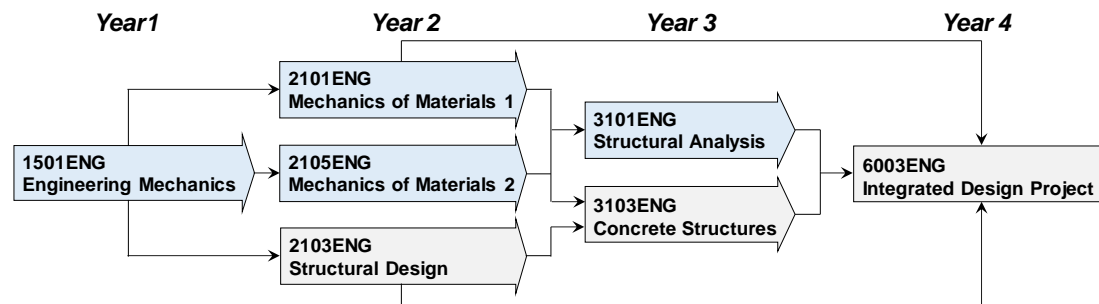 Year1
Year 2
Year 3
Year 4
2101ENG
Mechanics of Materials 1
3101ENG
Structural Analysis
1501ENG
Engineering Mechanics
2105ENG
Mechanics of Materials 2
6003ENG
Integrated Design Project
3103ENG
Concrete Structures
2103ENG
Structural Design